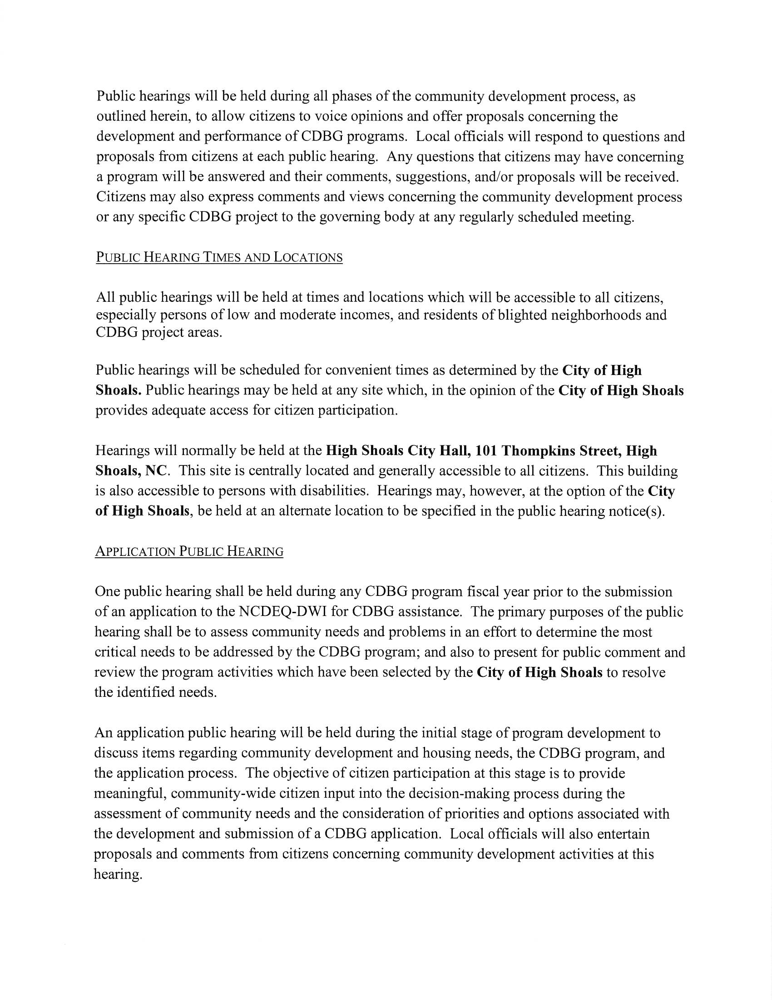 Public hearings will be held during all phases of the community development process, as
outlined herein, to allow citizens to voice opinions and offer proposals concerning the
development and performance of CDBG programs.  Local officials will respond to questions and
proposals from citizens at each public hearing.  Any questions that citizens may have concerning
a program will be answered and their comments, suggestions, and/or proposals will be received.
Citizens may also express comments and views concerning the community development process
or any specific CDBG project to the governing body at any regularly scheduled meeting.
PUBLIC HEARING TIMES AND LOCATIONS
All public hearings will be held at times and locations which will be accessible to all citizens,
especially persons of low and moderate incomes, and residents of blighted neighborhoods and
CDBG project areas.
Public hearings will be scheduled for convenient times as determined by the City of High
Shoals. Public hearings may be held at any site which, in the opinion of the City of High Shoals
provides adequate access for citizen participation.
Hearings will normally be held at the High Shoals City Hall, 101 Thompkins Street, High
Shoals, NC.  This site is centrally located and generally accessible to all citizens.  This building
is also accessible to persons with disabilities.  Hearings may, however, at the option of the City
of High Shoals, be held at an alternate location to be specified in the public hearing notice(s).
APPLICATION PUBLIC HEARING
One public hearing shall be held during any CDBG program fiscal year prior to the submission
of an application to the NCDEQ-DWI for CDBG assistance.  The primary purposes of the public
hearing shall be to assess community needs and problems in an effort to determine the most
critical needs to be addressed by the CDBG program; and also to present for public comment and
review the program activities which have been selected by the City of High Shoals to resolve
the identified needs.
An application public hearing will be held during the initial stage of program development to
discuss items regarding community development and housing needs, the CDBG program, and
the application process.  The objective of citizen participation at this stage is to provide
meaningful, community-wide citizen input into the decision-making process during the
assessment of community needs and the consideration of priorities and options associated with
the development and submission of a CDBG application.  Local officials will also entertain
proposals and comments from citizens concerning community development activities at this
hearing.